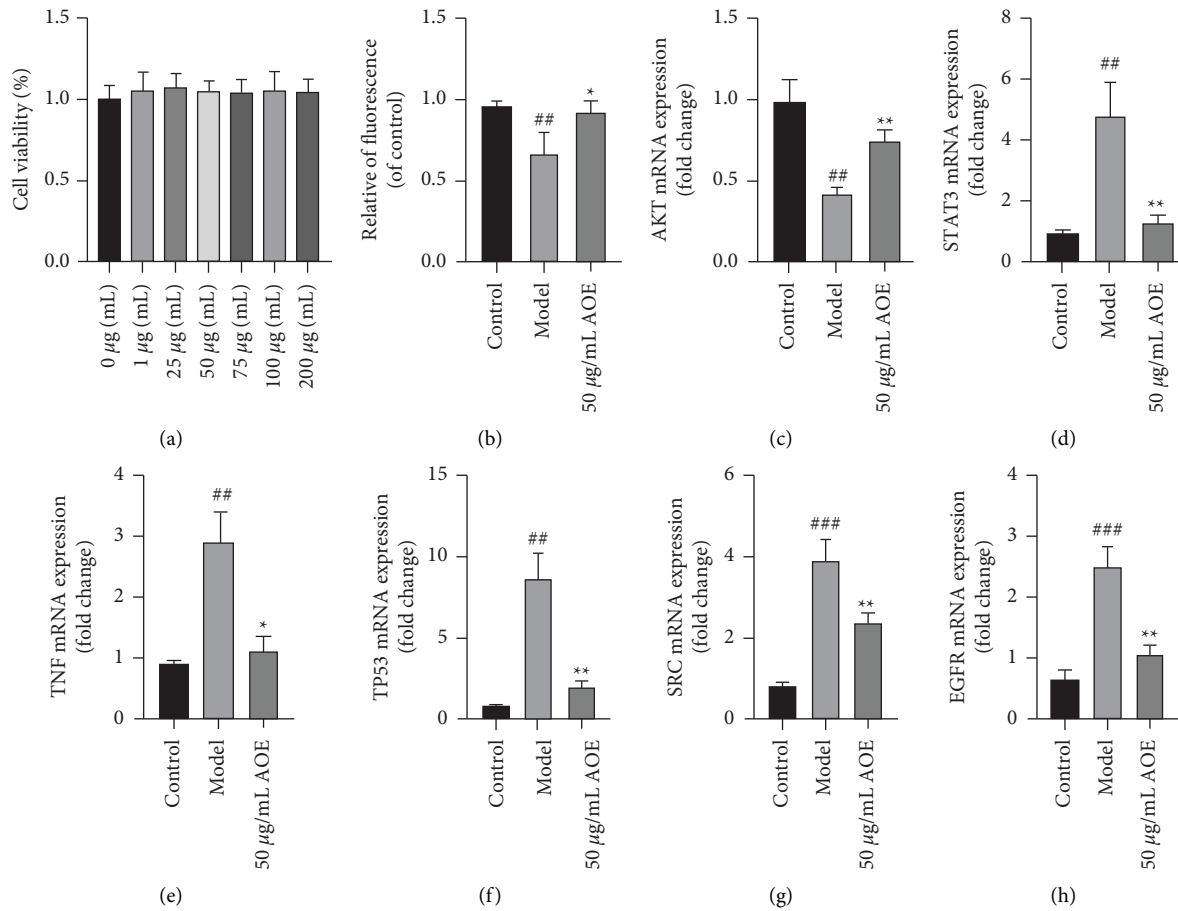 Cell viability (%)
1.5
1.0
0.5
0.0
0 μg (mL)
1 μg (mL)
25 μg (mL)
50 μg (mL)
75 μg (mL)
100 μg (mL)
200 μg (mL)
(a)
Relative of fluorescence
(of control)
1.5
1.0
0.5
0.0
##
*
Control
Model
50 μg/mL AOE
(b)
AKT mRNA expression
(fold change)
1.5
1.0
0.5
0.0
##
**
Control
Model
50 μg/mL AOE
(c)
STAT3 mRNA expression
(fold change)
8
6
4
2
0
##
**
Control
Model
50 μg/mL AOE
(d)
TNF mRNA expression
(fold change)
4
3
2
1
0
##
*
Control
Model
50 μg/mL AOE
(e)
TP53 mRNA expression
(fold change)
15
10
5
0
##
**
Control
Model
50 μg/mL AOE
(f)
SRC mRNA expression
(fold change)
6
4
2
0
###
**
Control
Model
50 μg/mL AOE
(g)
EGFR mRNA expression
(fold change)
4
3
2
1
0
###
**
Control
Model
50 μg/mL AOE
(h)